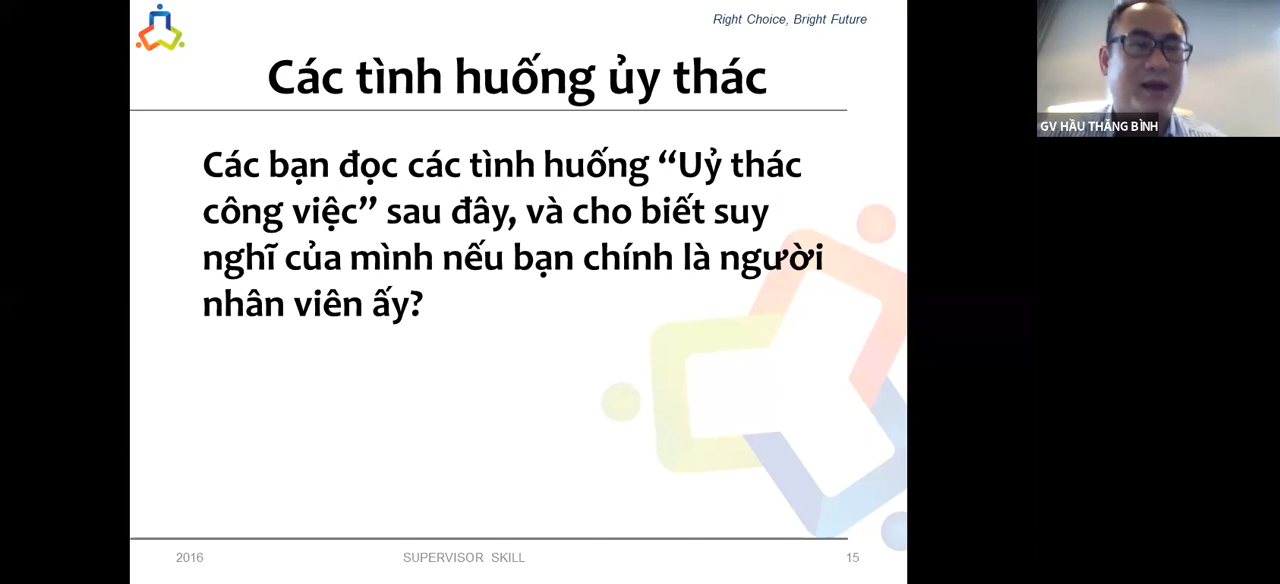 Right Choice, Bright Future
Các tình huống ủy thác
Các bạn đọc các tình huống “Uỷ thác
công việc” sau đây, và cho biết suy
nghĩ của mình nếu bạn chính là người
nhân viên ấy?
2016 SUPERVISOR SKILL 15
GV HẦU THĂNG BÌNH